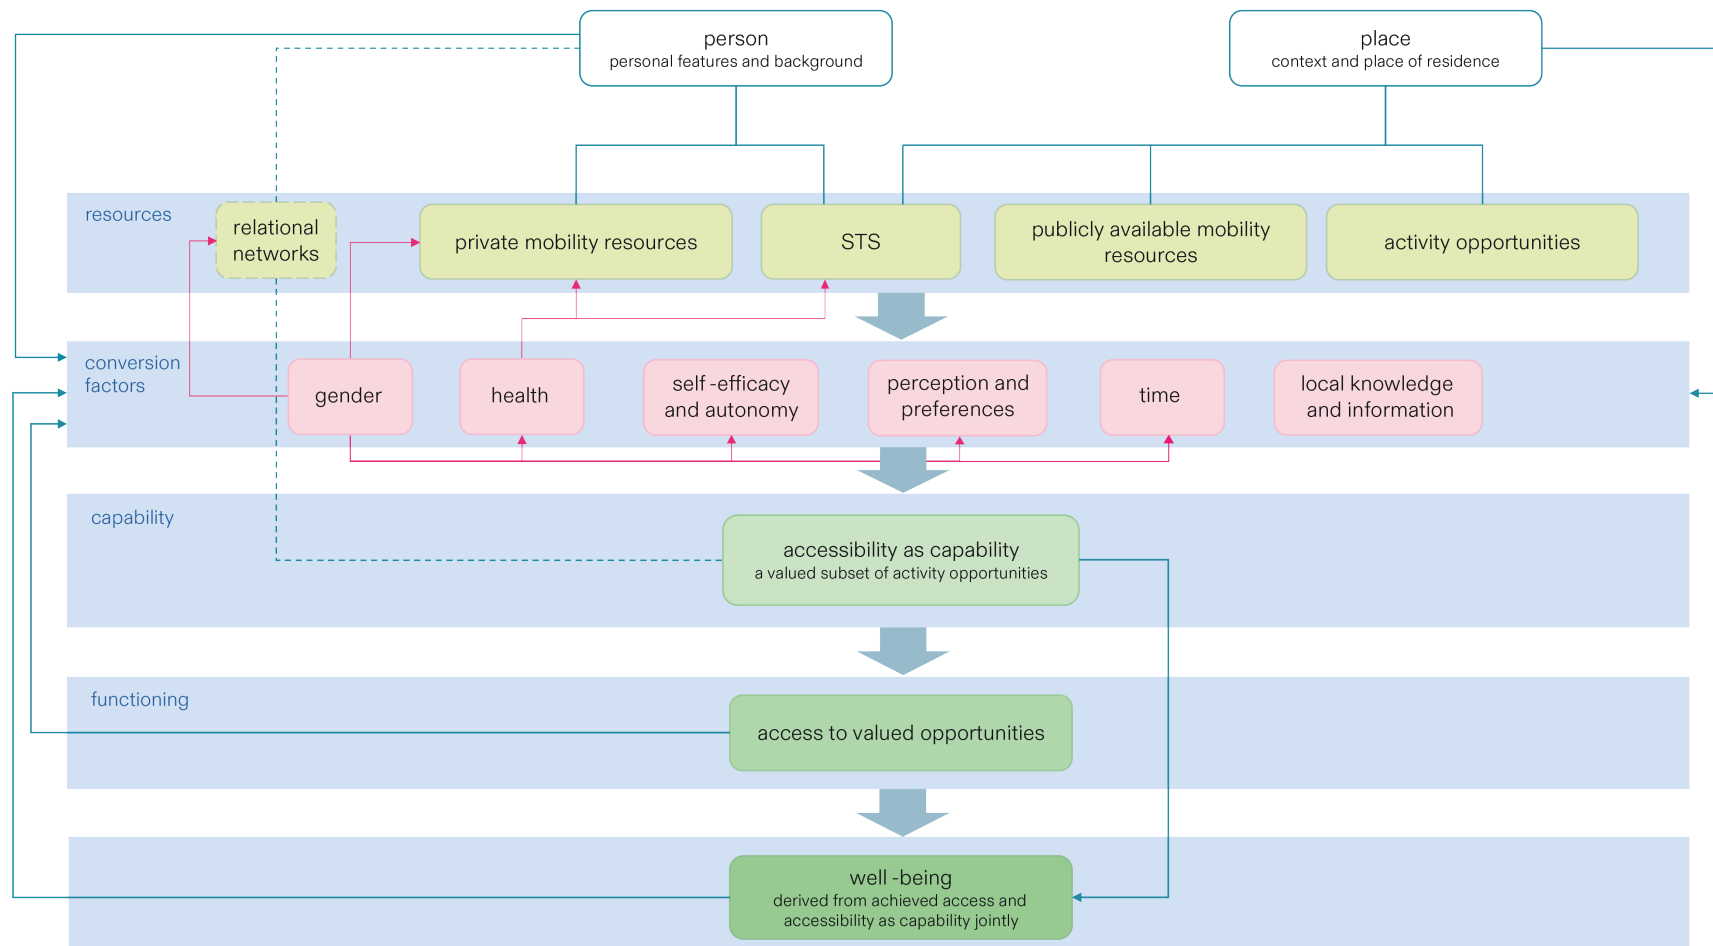 person
personal features and background
place
context and place of residence
resources
relational
networks
private mobility resources
STS
publicly available mobility
resources
activity opportunities
conversion
factors
gender
health
self -efficacy
and autonomy
perception and
preferences
time
local knowledge
and information
capability
accessibility as capability
a valued subset of activity opportunities
functioning
access to valued opportunities
well -being
derived from achieved access and
accessibility as capability jointly